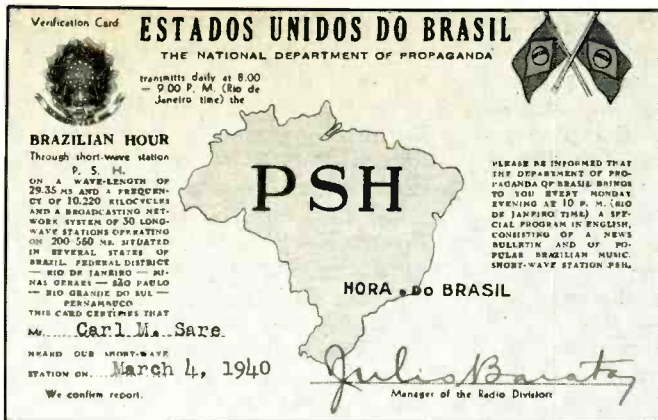 Verification Card
ESTADOS UNIDOS DO BRASIL
THE NATIONAL DEPARTMENT OF PROPAGANDA
transmits daily at 8.00
— 9.00 P. M. (Rio de
Janeiro time) the
BRAZILIAN HOUR
Through short-wave station
P. S. H.
ON A WAVE-LENGTH OF
29.35 MS AND A FREQUEN-
CY OF 10.220 KILOCYCLES
AND A BROADCASTING NET-
WORK SYSTEM OF 30 LONG-
WAVE STATIONS OPERATING
ON 200-560 MS. SITUATED
IN SEVERAL STATES OF
BRAZIL. FEDERAL DISTRICT
— RIO DE JANEIRO — MI-
NAS GERAES — SÃO PAULO
— RIO GRANDE DO SUL —
PERNAMBUCO
THIS CARD CERTIFIES THAT
Mr. Carl M. Sare
HEARD OUR SHORT-WAVE
STATION ON March 4, 1940
We confirm report.
PSH
HORA DO BRASIL
PLEASE BE INFORMED THAT
THE DEPARTMENT OF PRO-
PAGANDA OF BRASIL BRINGS
TO YOU EVERY MONDAY
EVENING AT 10 P. M. (RIO
DE JANEIRO TIME) A SPE-
CIAL PROGRAM IN ENGLISH,
CONSISTING OF A NEWS
BULLETIN AND OF PO-
PULAR BRAZILIAN MUSIC.
SHORT-WAVE STATION PSH.
Julio Barata
Manager of the Radio Division